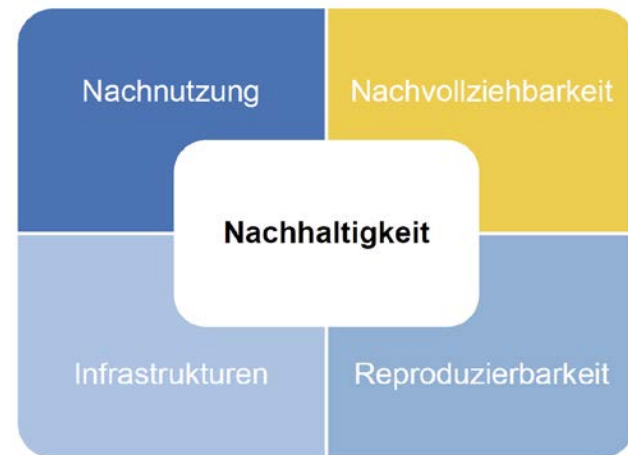 Nachnutzung
Nachvollziehbarkeit
Nachhaltigkeit
Infrastrukturen
Reproduzierbarkeit